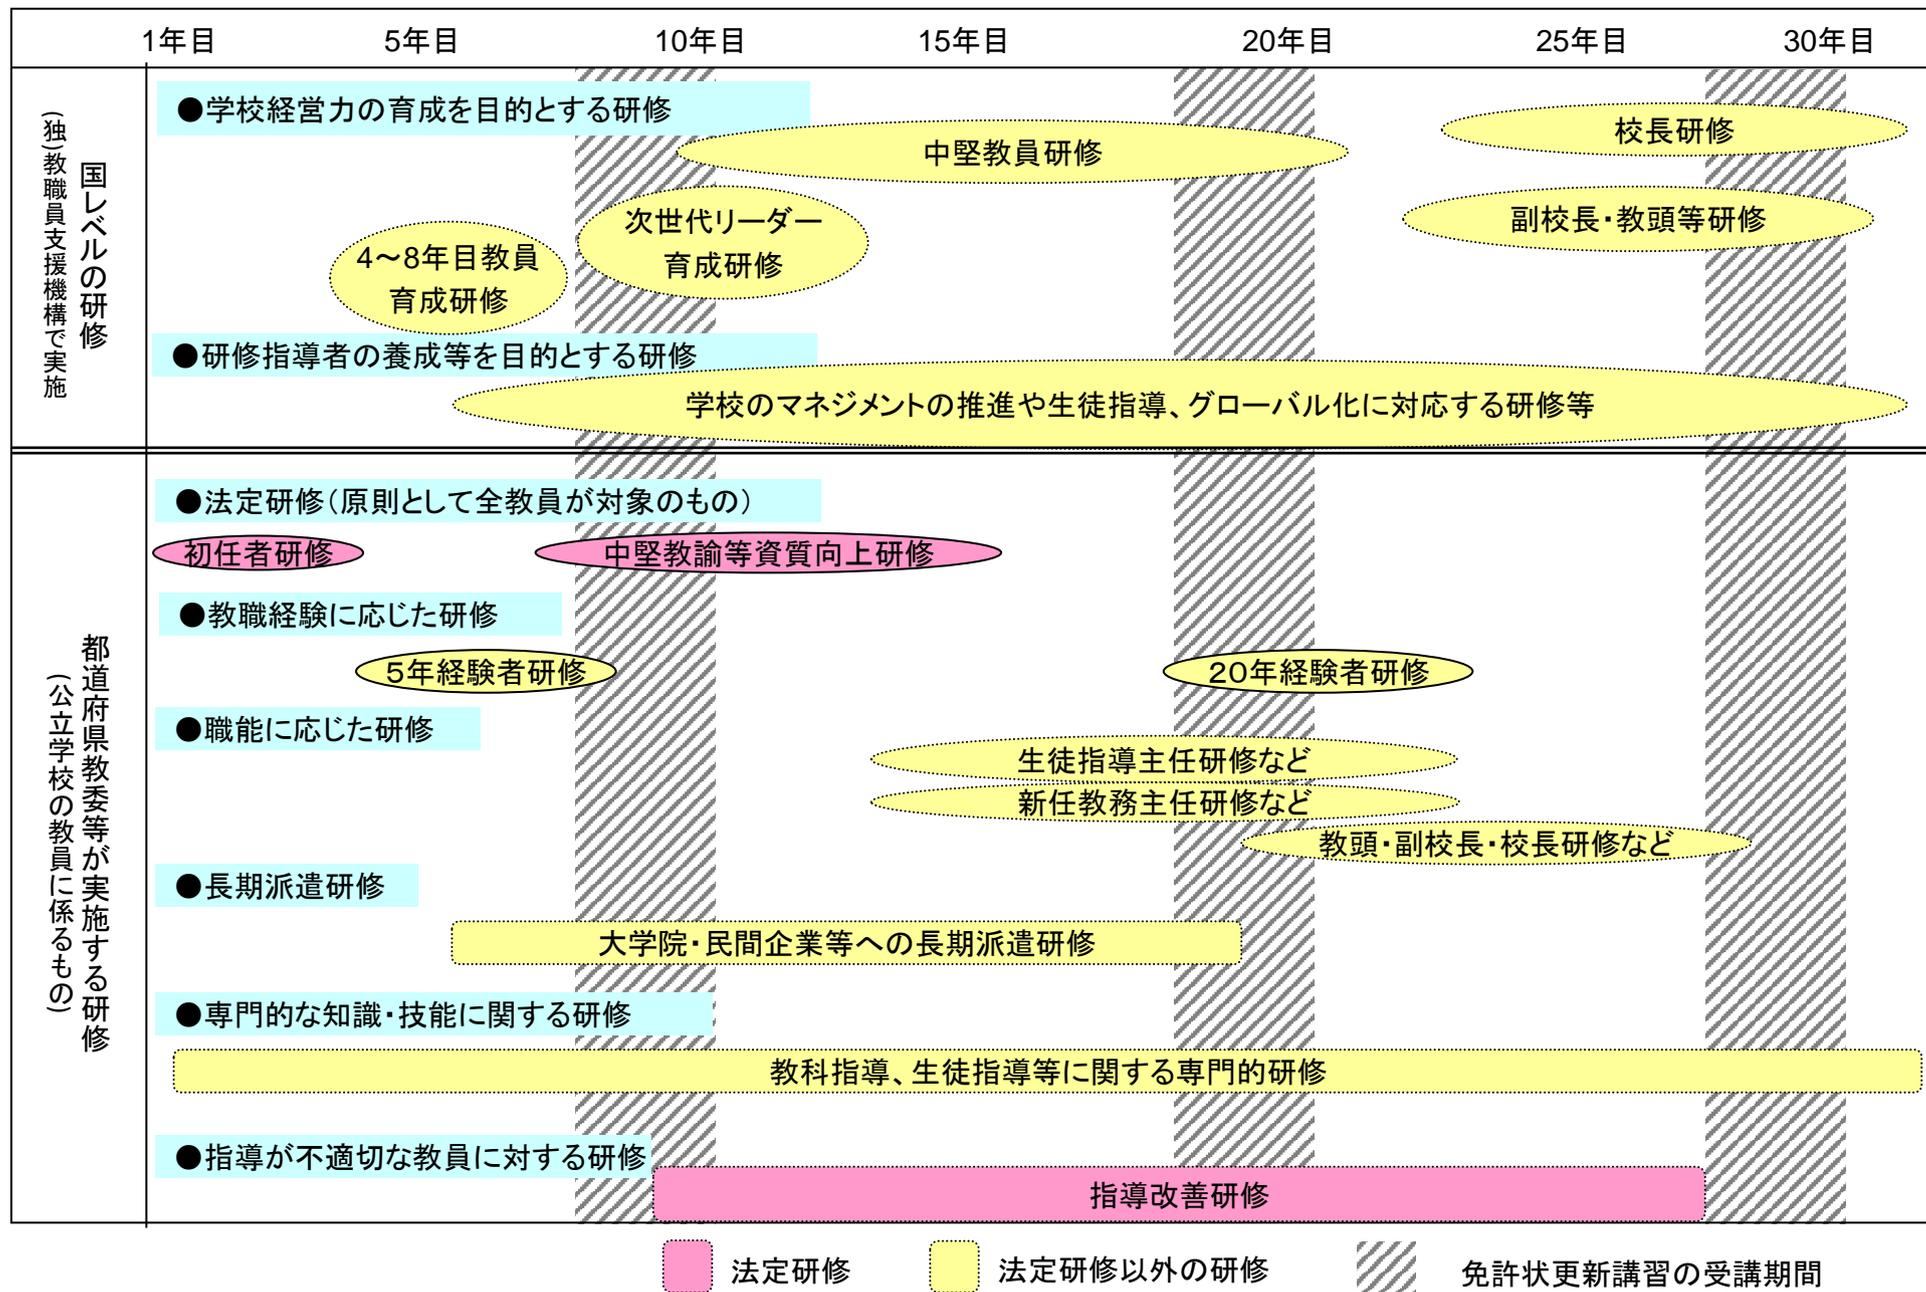 1年目 5年目 10年目 15年目 20年目 25年目 30年目
国レベルの研修
(独)教職員支援機構で実施
●学校経営力の育成を目的とする研修
中堅教員研修
校長研修
次世代リーダー
育成研修
副校長・教頭等研修
4～8年目教員
育成研修
●研修指導者の養成等を目的とする研修
学校のマネジメントの推進や生徒指導、グローバル化に対応する研修等
都道府県教委等が実施する研修
(公立学校の教員に係るもの)
●法定研修(原則として全教員が対象のもの)
初任者研修
中堅教諭等資質向上研修
●教職経験に応じた研修
5年経験者研修
20年経験者研修
●職能に応じた研修
生徒指導主任研修など
新任教務主任研修など
教頭・副校長・校長研修など
●長期派遣研修
大学院・民間企業等への長期派遣研修
●専門的な知識・技能に関する研修
教科指導、生徒指導等に関する専門的研修
●指導が不適切な教員に対する研修
指導改善研修
法定研修 法定研修以外の研修 免許状更新講習の受講期間